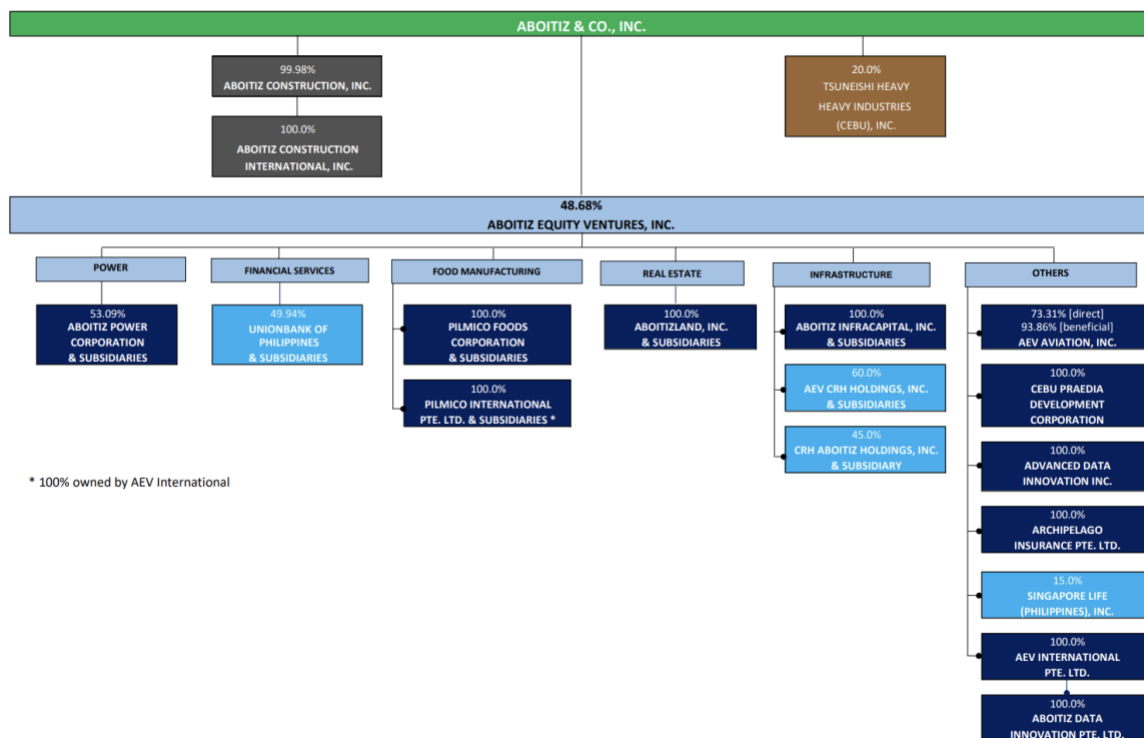 ABOITIZ & CO., INC.
99.98%
ABOITIZ CONSTRUCTION, INC.
100.0%
ABOITIZ CONSTRUCTION
INTERNATIONAL, INC.
20.0%
TSUNEISHI HEAVY
HEAVY INDUSTRIES
(CEBU), INC.
48.68%
ABOITIZ EQUITY VENTURES, INC.
POWER
53.09%
ABOITIZ POWER
CORPORATION
& SUBSIDIARIES
FINANCIAL SERVICES
49.94%
UNIONBANK OF
PHILIPPINES
& SUBSIDIARIES
FOOD MANUFACTURING
100.0%
PILMICO FOODS
CORPORATION
& SUBSIDIARIES
100.0%
PILMICO INTERNATIONAL
PTE. LTD. & SUBSIDIARIES *
REAL ESTATE
100.0%
ABOITIZLAND, INC.
& SUBSIDIARIES
INFRASTRUCTURE
100.0%
ABOITIZ INFRACAPITAL, INC.
& SUBSIDIARIES
60.0%
AEV CRH HOLDINGS, INC.
& SUBSIDIARIES
45.0%
CRH ABOITIZ HOLDINGS, INC.
& SUBSIDIARY
OTHERS
73.31% [direct]
93.86% [beneficial]
AEV AVIATION, INC.
100.0%
CEBU PRAEDIA
DEVELOPMENT
CORPORATION
100.0%
ADVANCED DATA
INNOVATION INC.
100.0%
ARCHIPELAGO
INSURANCE PTE. LTD.
15.0%
SINGAPORE LIFE
(PHILIPPINES), INC.
100.0%
AEV INTERNATIONAL
PTE. LTD.
100.0%
ABOITIZ DATA
INNOVATION PTE. LTD.
* 100% owned by AEV International